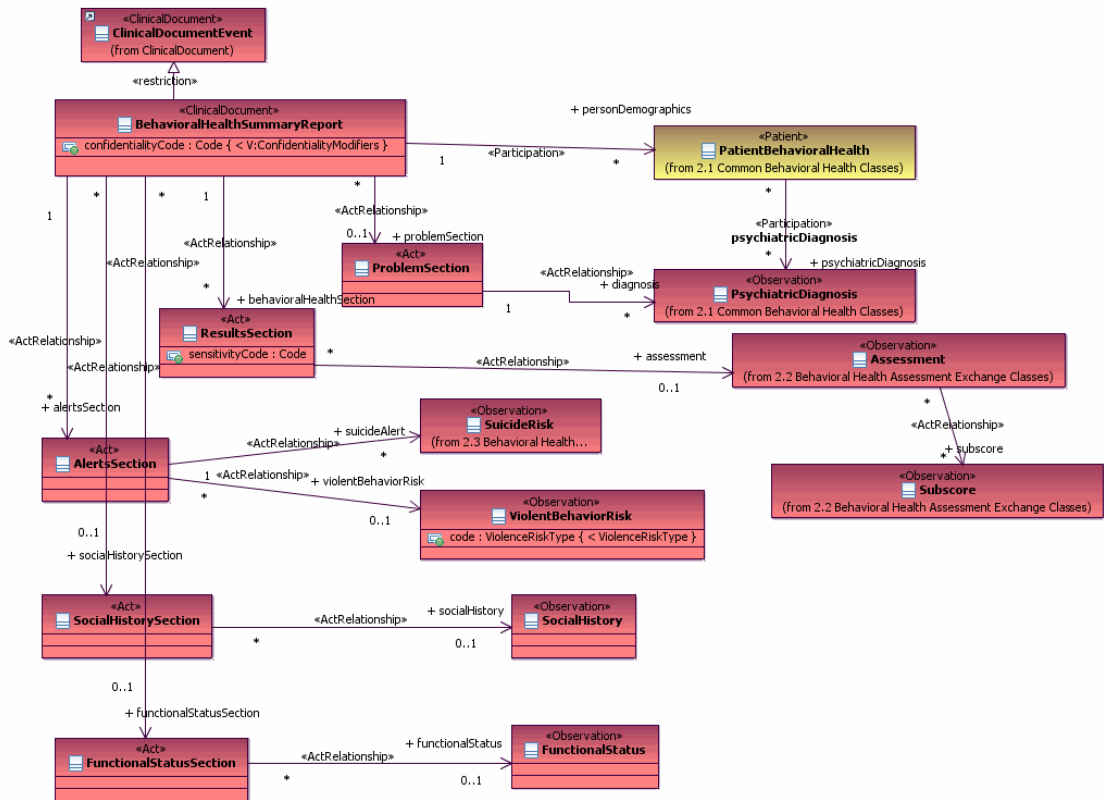 «ClinicalDocument»
ClinicalDocumentEvent
(from ClinicalDocument)
«restriction»
«ClinicalDocument»
BehavioralHealthSummaryReport
confidentialityCode : Code { < V:ConfidentialityModifiers }
+ personDemographics
1
«Participation»
*
«Patient»
PatientBehavioralHealth
(from 2.1 Common Behavioral Health Classes)
*
«Participation»
psychiatricDiagnosis
*
+ psychiatricDiagnosis
1
*
*
1
*
«ActRelationship»
0..1
+ problemSection
«Act»
ProblemSection
«ActRelationship»
+ diagnosis
1
*
«Observation»
PsychiatricDiagnosis
(from 2.1 Common Behavioral Health Classes)
«ActRelationship»
«ActRelationship»
*
+ behavioralHealthSection
«Act»
ResultsSection
sensitivityCode : Code
*
«ActRelationship»
+ assessment
0..1
«Observation»
Assessment
(from 2.2 Behavioral Health Assessment Exchange Classes)
*
«ActRelationship»
*
+ subscore
«Observation»
Subscore
(from 2.2 Behavioral Health Assessment Exchange Classes)
«ActRelationship»
«ActRelationship»
*
+ alertsSection
«Act»
AlertsSection
«ActRelationship»
+ suicideAlert
1
*
«Observation»
SuicideRisk
(from 2.3 Behavioral Health...
«ActRelationship»
+ violentBehaviorRisk
*
0..1
«Observation»
ViolentBehaviorRisk
code : ViolenceRiskType { < ViolenceRiskType }
0..1
+ socialHistorySection
«Act»
SocialHistorySection
«ActRelationship»
+ socialHistory
*
0..1
«Observation»
SocialHistory
0..1
+ functionalStatusSection
«Act»
FunctionalStatusSection
«ActRelationship»
+ functionalStatus
*
0..1
«Observation»
FunctionalStatus